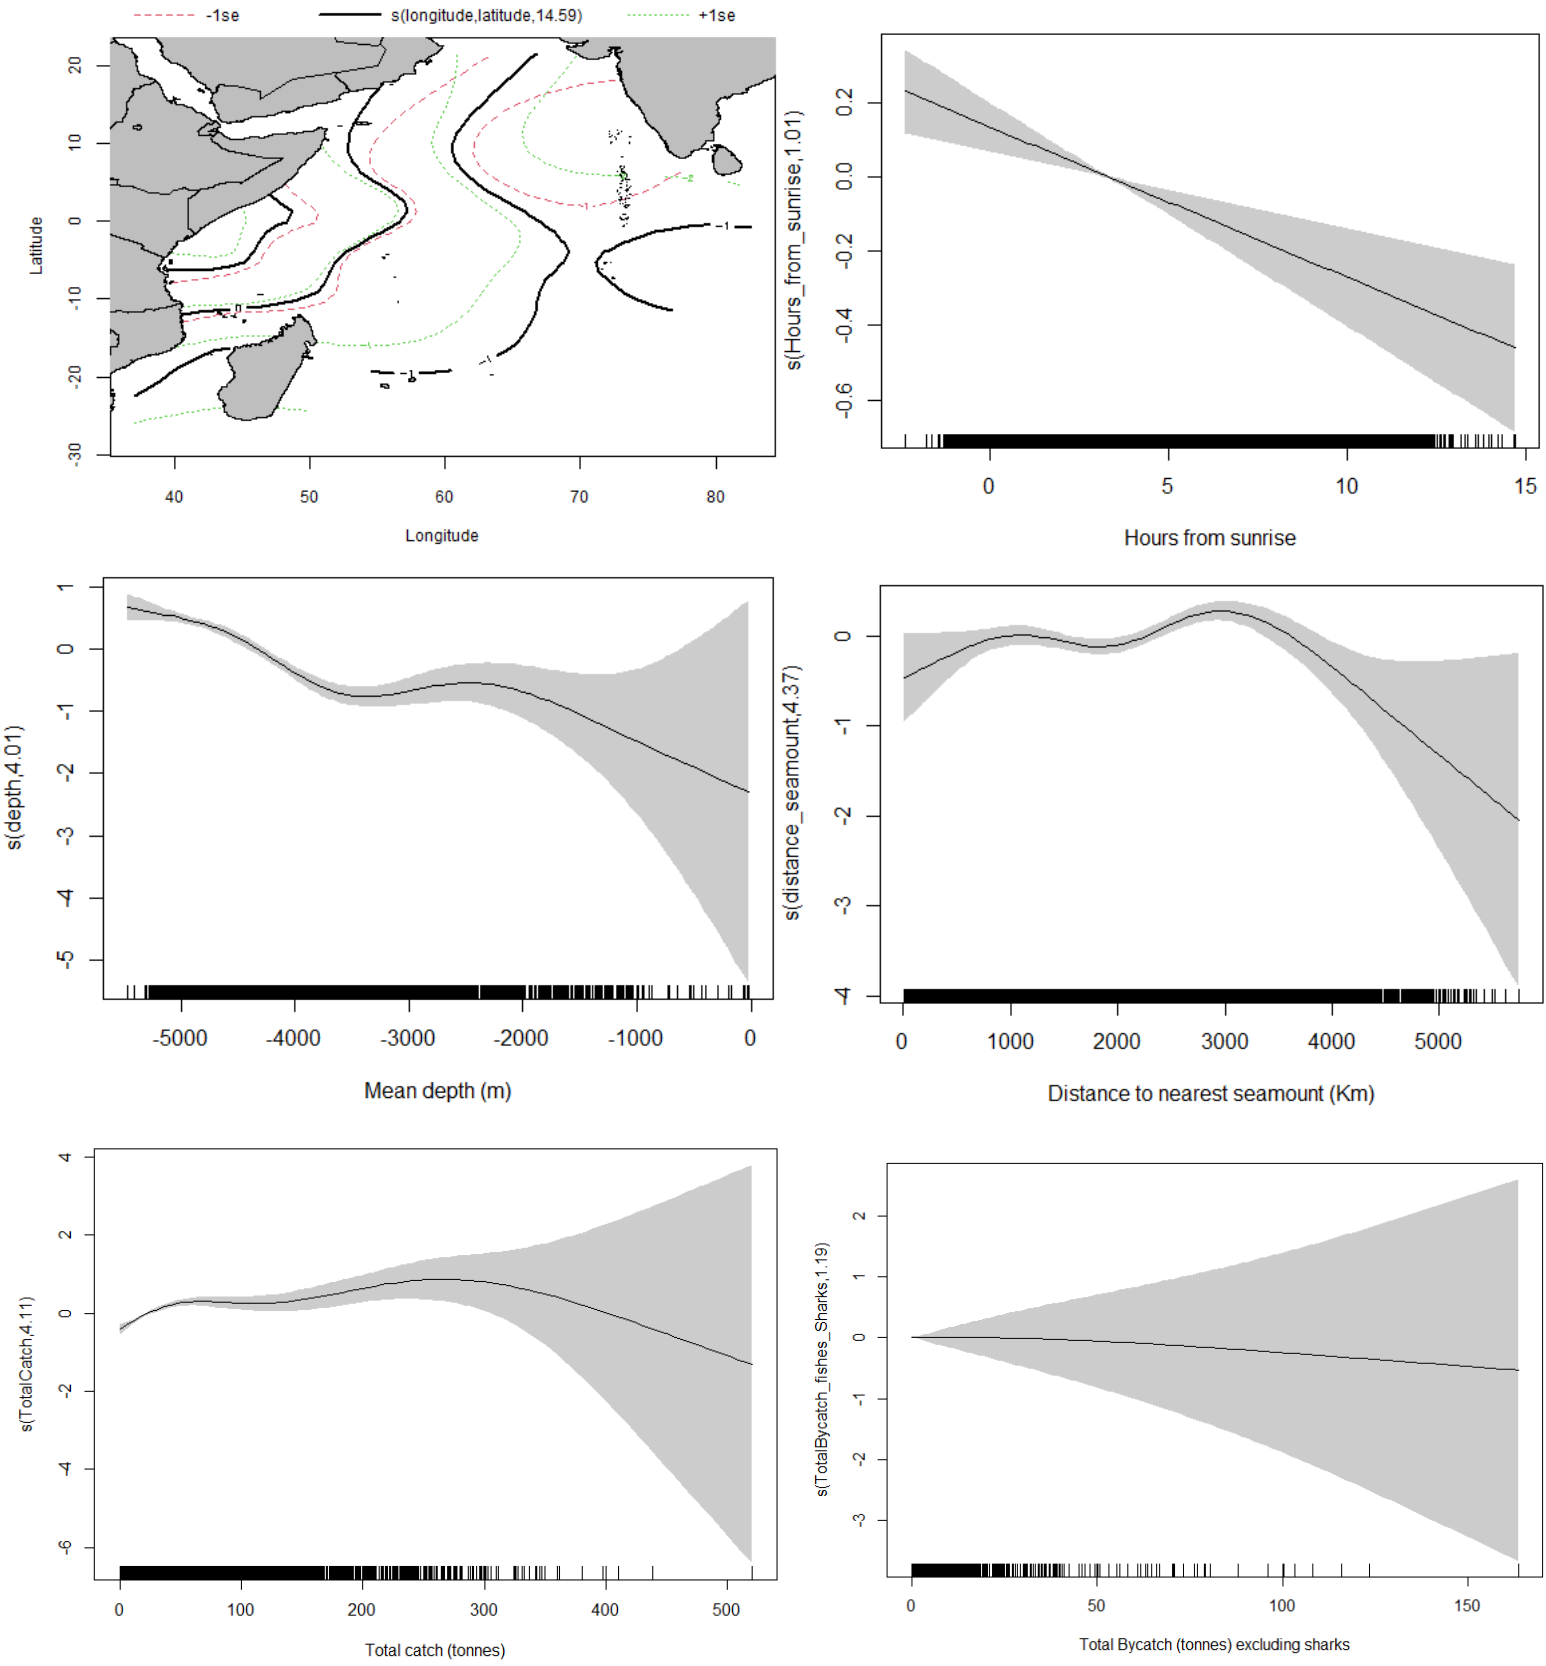 -1se s(longitude,latitude,14.59) +1se
20
10
0
-10
-20
-30
Latitude
40 50 60 70 80
Longitude
0
-1
-1
-1
-1
-2
0.2
0.0
-0.2
-0.4
-0.6
s(Hours_from_sunrise,1.01)
0 5 10 15
Hours from sunrise
1
0
-1
-2
-3
-4
-5
s(depth,4.01)
-5000 -4000 -3000 -2000 -1000 0
Mean depth (m)
0
-1
-2
-3
-4
s(distance_seamount,4.37)
0 1000 2000 3000 4000 5000
Distance to nearest seamount (Km)
4
2
0
-2
-4
-6
s(TotalCatch,4.11)
0 100 200 300 400 500
Total catch (tonnes)
2
1
0
-1
-2
-3
s(TotalBycatch_fishes_Sharks,1.19)
0 50 100 150
Total Bycatch (tonnes) excluding sharks